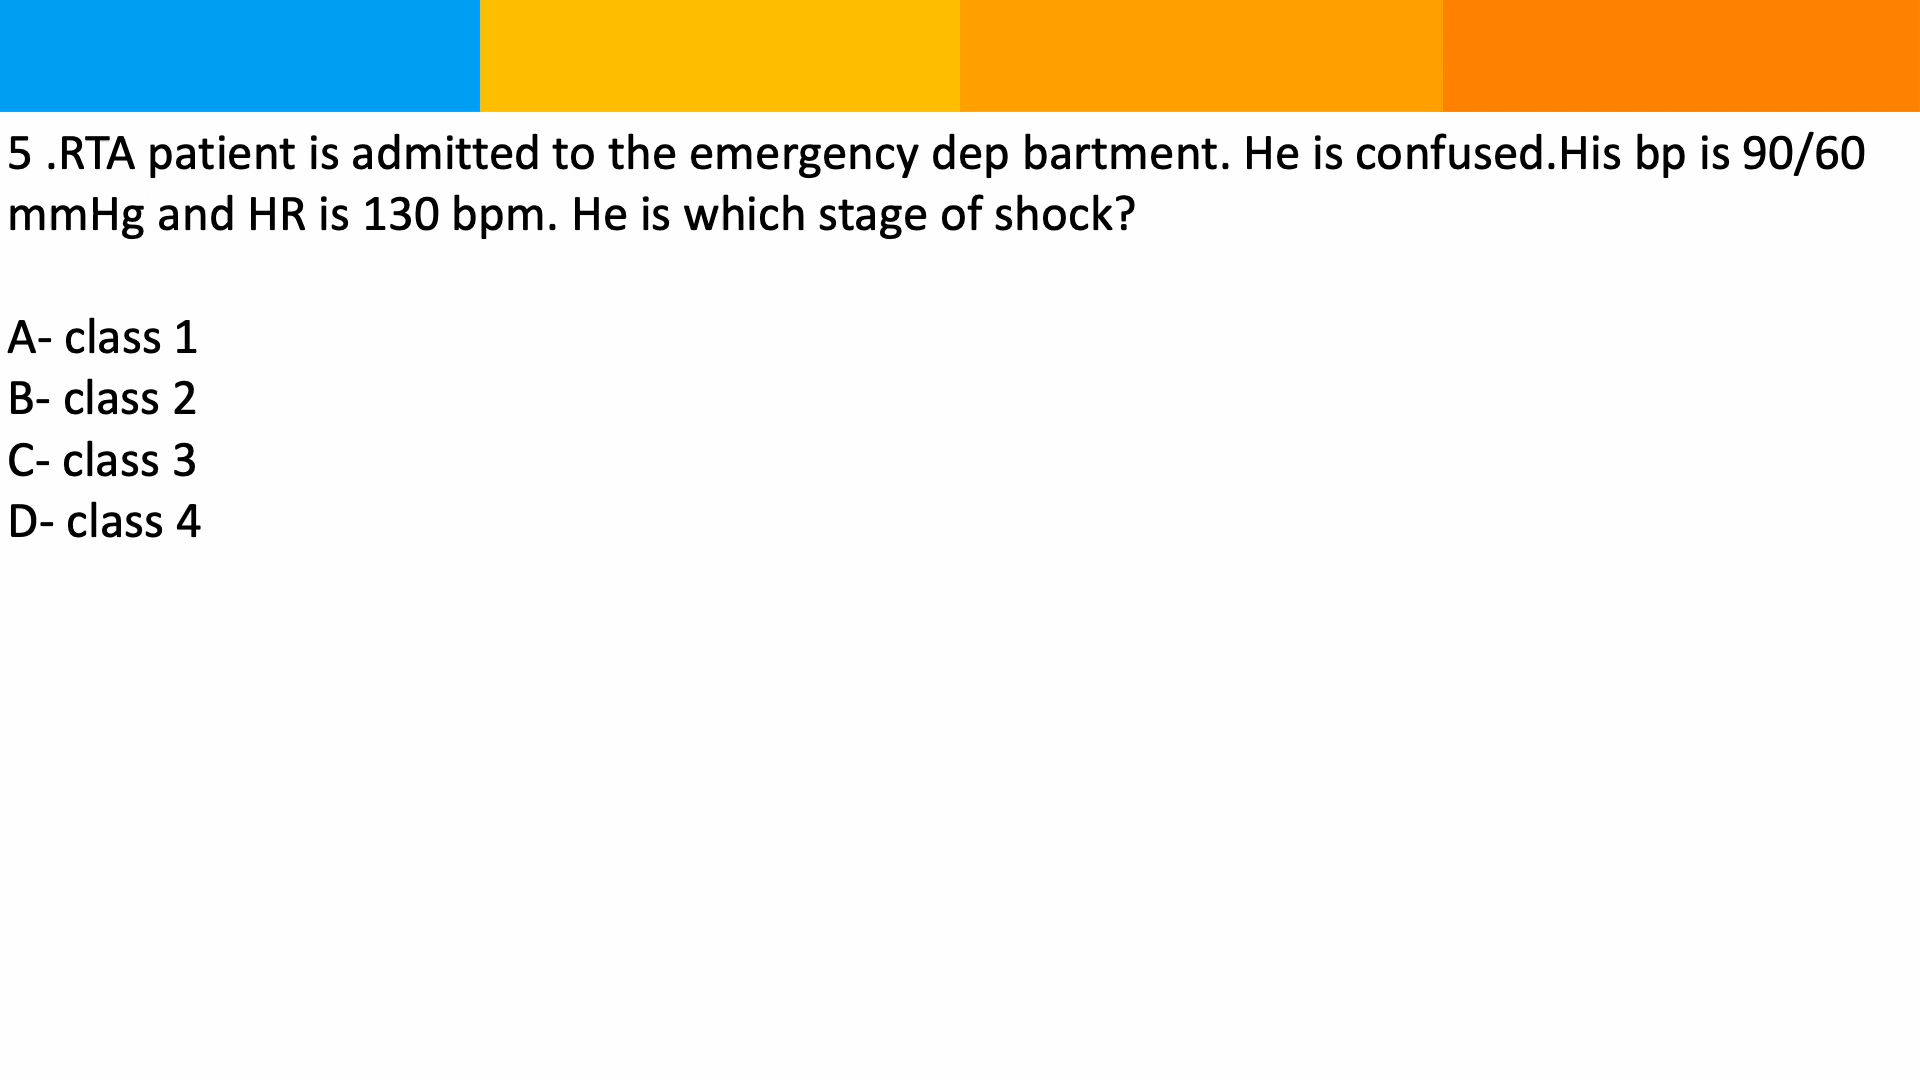 5 .RTA patient is admitted to the emergency dep bartment. He is confused.His bp is 90/60
mmHg and HR is 130 bpm. He is which stage of shock?
A- class 1
B- class 2
C- class 3
D- class 4